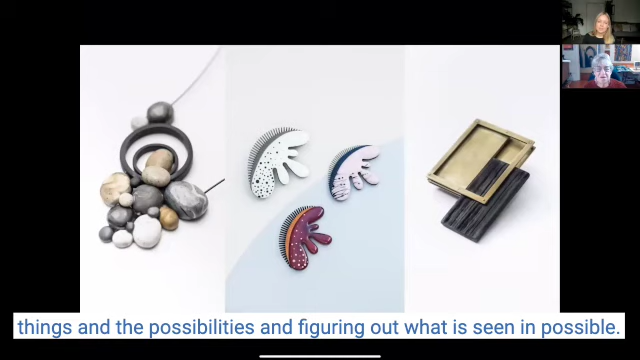 things and the possibilities and figuring out what is seen in possible.